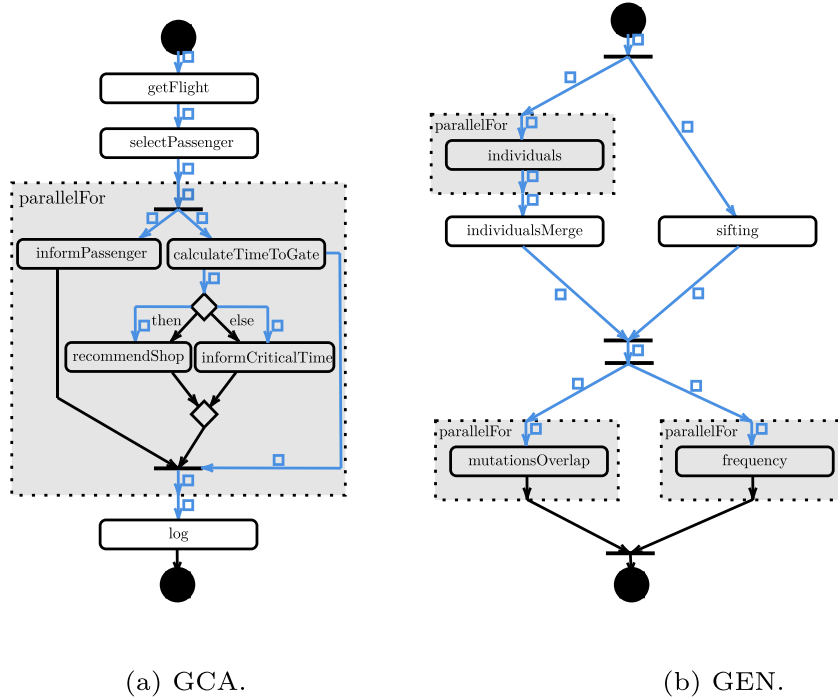 getFlight
selectPassenger
parallelFor
informPassenger
calculateTimeToGate
then
else
recommendShop
informCriticalTime
log
(a) GCA.
parallelFor
individuals
individualsMerge
sifting
parallelFor
mutationsOverlap
parallelFor
frequency
(b) GEN.